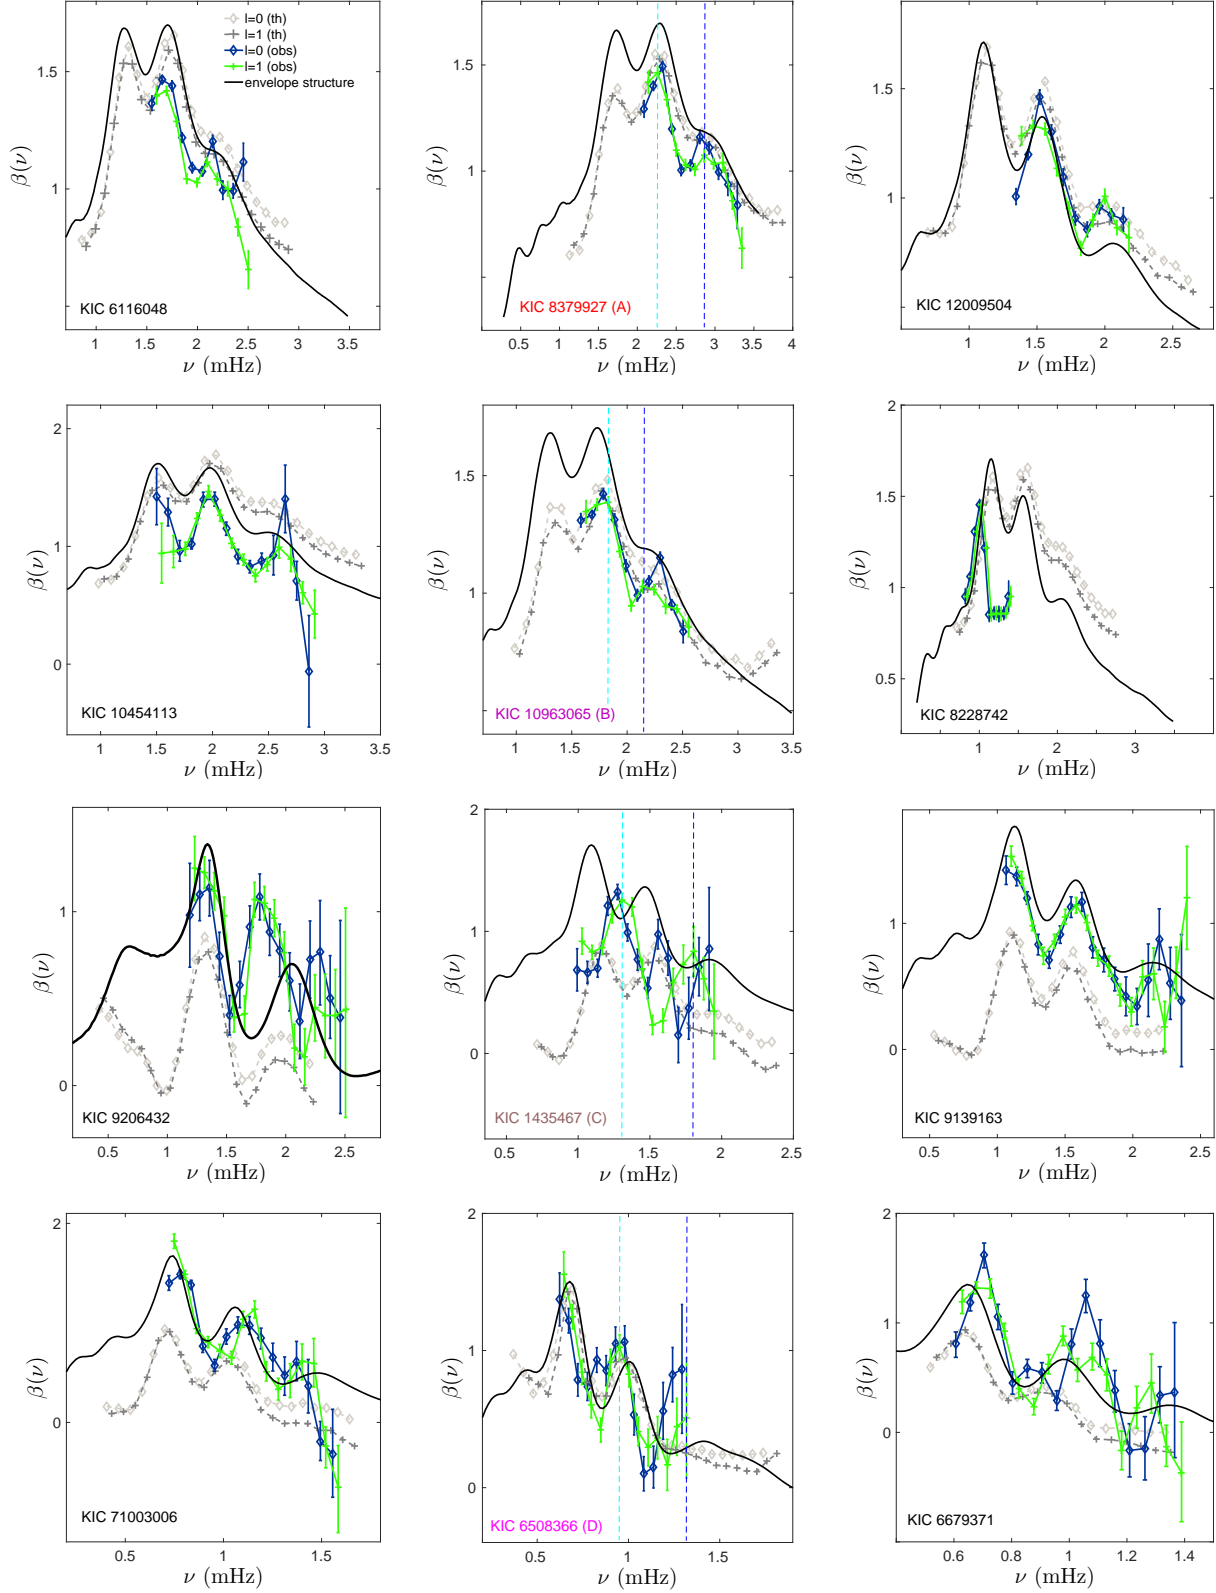 l=0 (th)
l=1 (th)
l=0 (obs)
l=1 (obs)
envelope structure
1.5
1
β(ν)
KIC 6116048
1 1.5 2 2.5 3 3.5
ν (mHz)
1.5
1
β(ν)
KIC 8379927 (A)
0.5 1 1.5 2 2.5 3 3.5 4
ν (mHz)
1.5
1
β(ν)
KIC 12009504
1 1.5 2 2.5
ν (mHz)
2
1
0
β(ν)
KIC 10454113
1 1.5 2 2.5 3 3.5
ν (mHz)
1.5
1
β(ν)
KIC 10963065 (B)
1 1.5 2 2.5 3 3.5
ν (mHz)
2
1.5
1
0.5
β(ν)
KIC 8228742
1 2 3
ν (mHz)
1
0
β(ν)
KIC 9206432
0.5 1 1.5 2 2.5
ν (mHz)
2
1
0
β(ν)
KIC 1435467 (C)
0.5 1 1.5 2 2.5
ν (mHz)
1
0
β(ν)
KIC 9139163
0.5 1 1.5 2 2.5
ν (mHz)
2
1
0
β(ν)
KIC 71003006
0.5 1 1.5
ν (mHz)
2
1
0
β(ν)
KIC 6508366 (D)
0.5 1 1.5
ν (mHz)
2
1
0
β(ν)
KIC 6679371
0.6 0.8 1 1.2 1.4
ν (mHz)